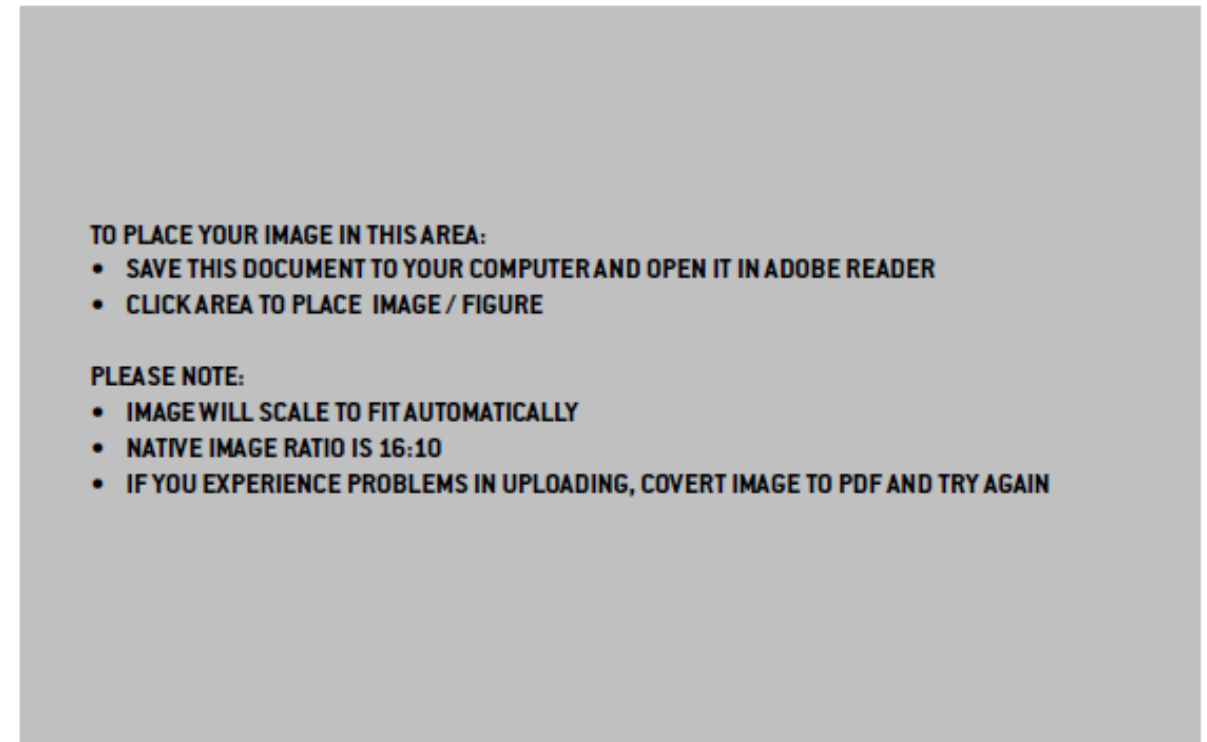 TO PLACE YOUR IMAGE IN THIS AREA:
• SAVE THIS DOCUMENT TO YOUR COMPUTER AND OPEN IT IN ADOBE READER
• CLICK AREA TO PLACE IMAGE / FIGURE
PLEASE NOTE:
• IMAGE WILL SCALE TO FIT AUTOMATICALLY
• NATIVE IMAGE RATIO IS 16:10
• IF YOU EXPERIENCE PROBLEMS IN UPLOADING, COVERT IMAGE TO PDF AND TRY AGAIN